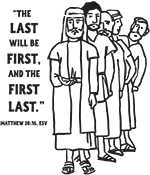 "THE
LAST
WILL BE
FIRST,
AND THE
FIRST
LAST."
MATTHEW 20:16, ESV